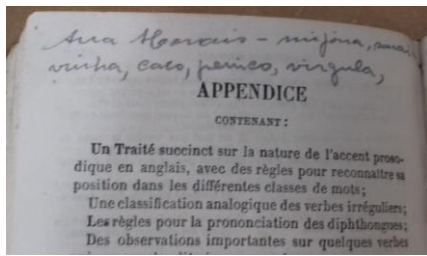 Ana Morais - mijona,
vinha, caco, penico, virgula,
APPENDICE
CONTENANT:
Un Traité succinct sur la nature de l'accent proso-
dique en anglais, avec des règles pour reconnaître sa
position dans les différentes classes de mots;
Une classification analogique des verbes irréguliers;
Les règles pour la prononciation des diphthongues;
Des observations importantes sur quelques verbes